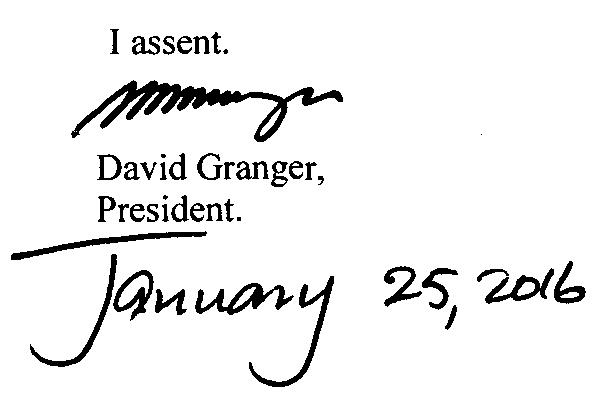 I assent.
David Granger,
President.
January 25, 2016